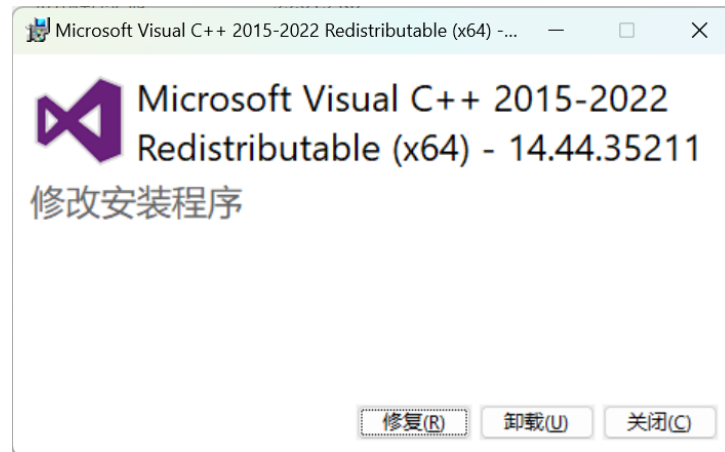 Microsoft Visual C++ 2015-2022 Redistributable (x64) -...
Microsoft Visual C++ 2015-2022
Redistributable (x64) - 14.44.35211
修改安装程序
修复(R) 卸载(U) 关闭(C)